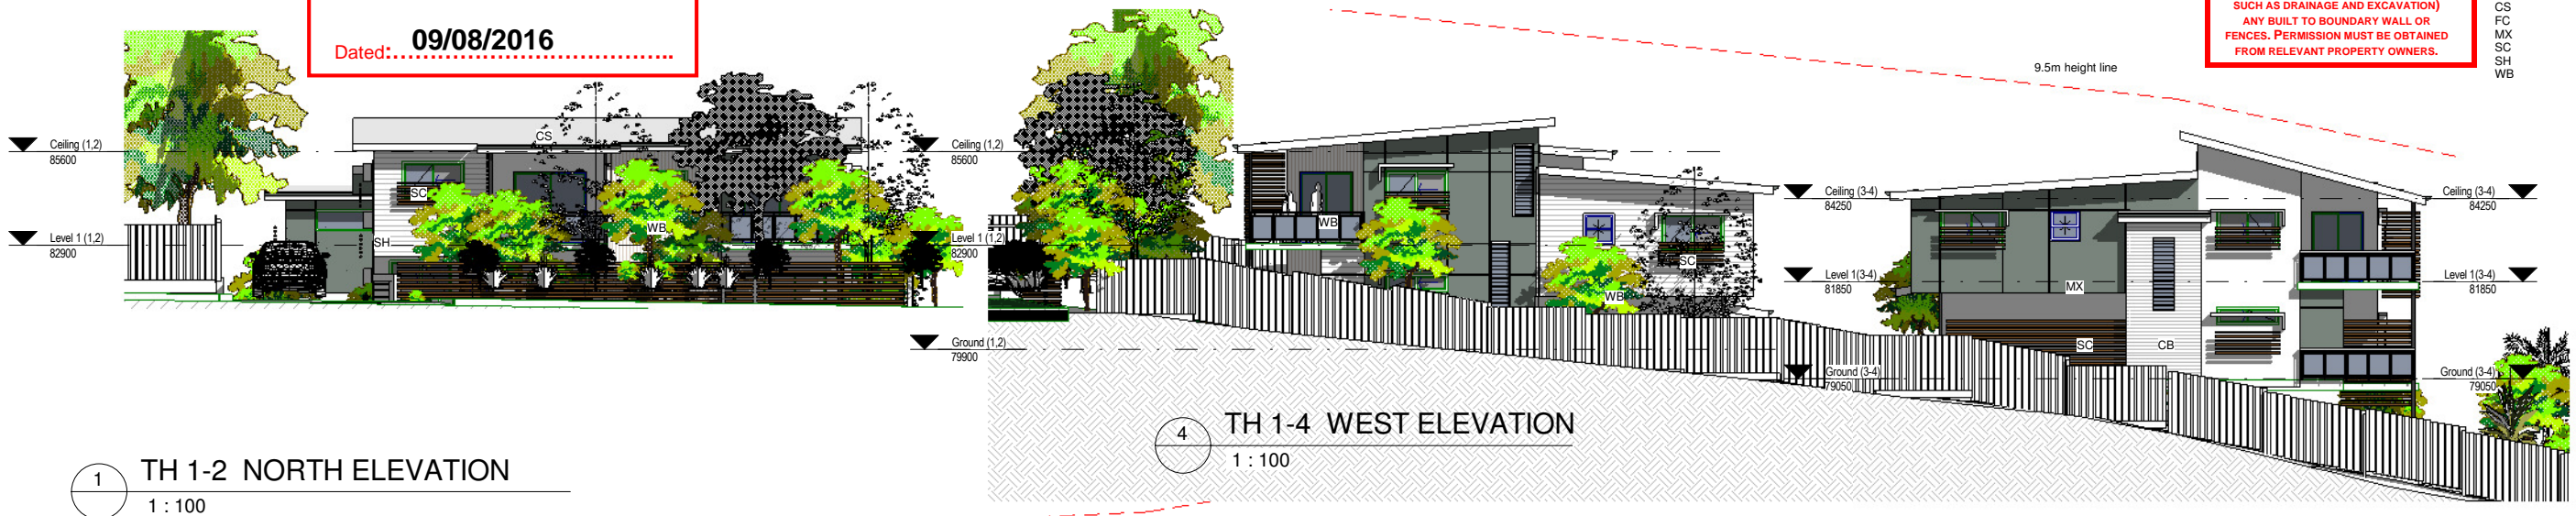 Dated:
09/08/2016
SUCH AS DRAINAGE AND EXCAVATION)
ANY BUILT TO BOUNDARY WALL OR
FENCES. PERMISSION MUST BE OBTAINED
FROM RELEVANT PROPERTY OWNERS.
CS
FC
MX
SC
SH
WB
9.5m height line
Ceiling (1,2)
85600
Level 1 (1,2)
82900
CS
SC
SH
WB
Ceiling (1,2)
85600
Level 1 (1,2)
82900
Ground (1,2)
79900
WB
SC
WB
Ceiling (3-4)
84250
Level 1(3-4)
81850
Ground (3-4)
79050
MX
SC
CB
Ceiling (3-4)
84250
Level 1(3-4)
81850
Ground (3-4)
79050
1
TH 1-2 NORTH ELEVATION
1 : 100
4
TH 1-4 WEST ELEVATION
1 : 100